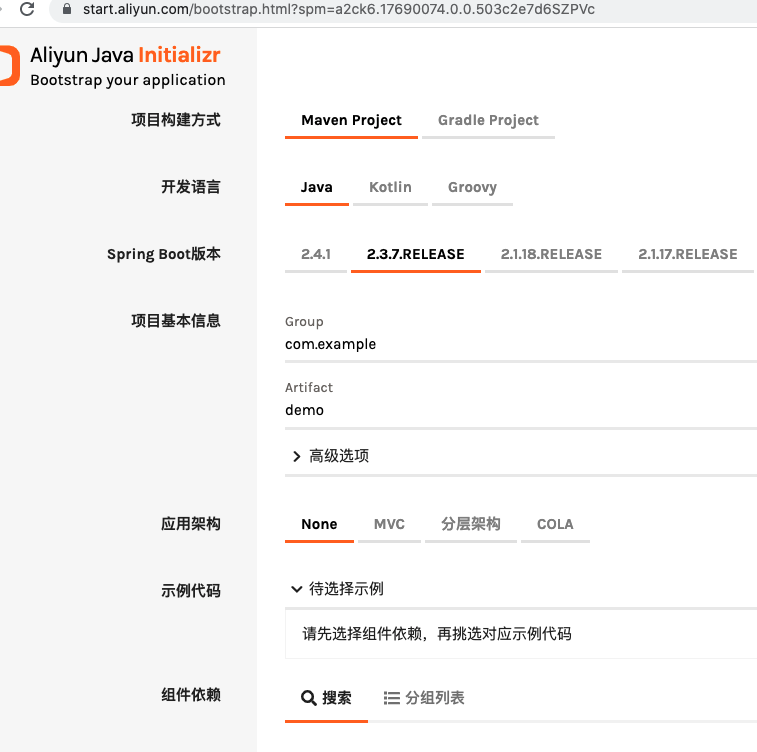 start.aliyun.com/bootstrap.html?spm=a2ck6.17690074.0.0.503c2e7d6SZPVc
Aliyun Java Initializr
Bootstrap your application
项目构建方式 Maven Project Gradle Project
开发语言 Java Kotlin Groovy
Spring Boot版本 2.4.1 2.3.7.RELEASE 2.1.18.RELEASE 2.1.17.RELEASE
项目基本信息 Group
com.example
Artifact
demo
高级选项
应用架构 None MVC 分层架构 COLA
示例代码 待选择示例
请先选择组件依赖，再挑选对应示例代码
组件依赖 搜索 分组列表